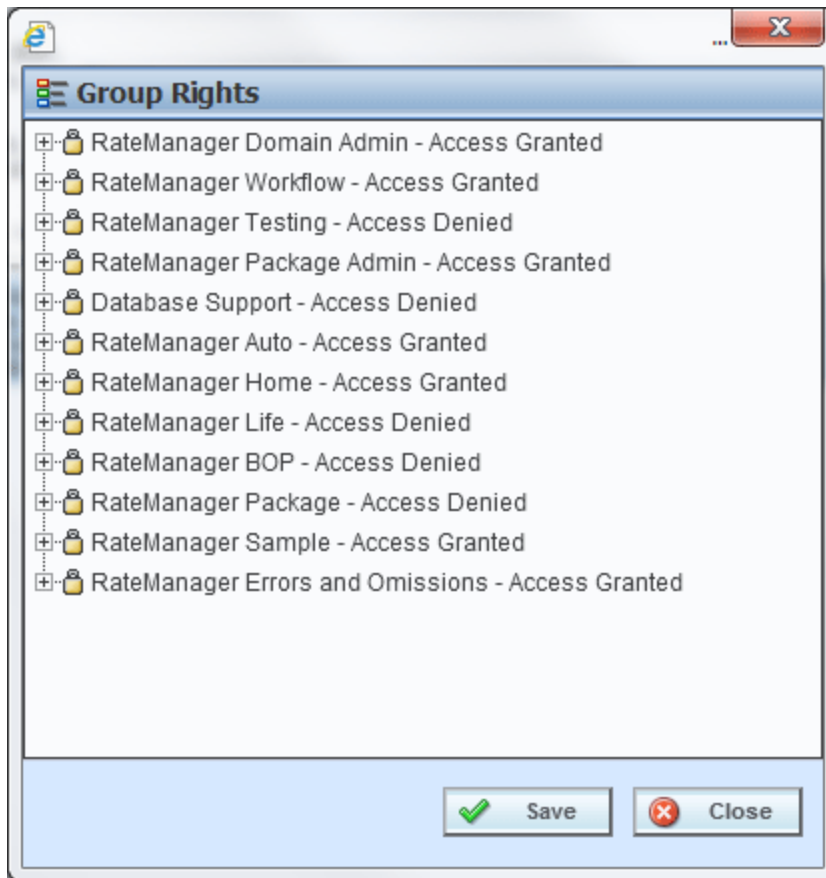 ...
Group Rights
RateManager Domain Admin - Access Granted
RateManager Workflow - Access Granted
RateManager Testing - Access Denied
RateManager Package Admin - Access Granted
Database Support - Access Denied
RateManager Auto - Access Granted
RateManager Home - Access Granted
RateManager Life - Access Denied
RateManager BOP - Access Denied
RateManager Package - Access Denied
RateManager Sample - Access Granted
RateManager Errors and Omissions - Access Granted
Save Close